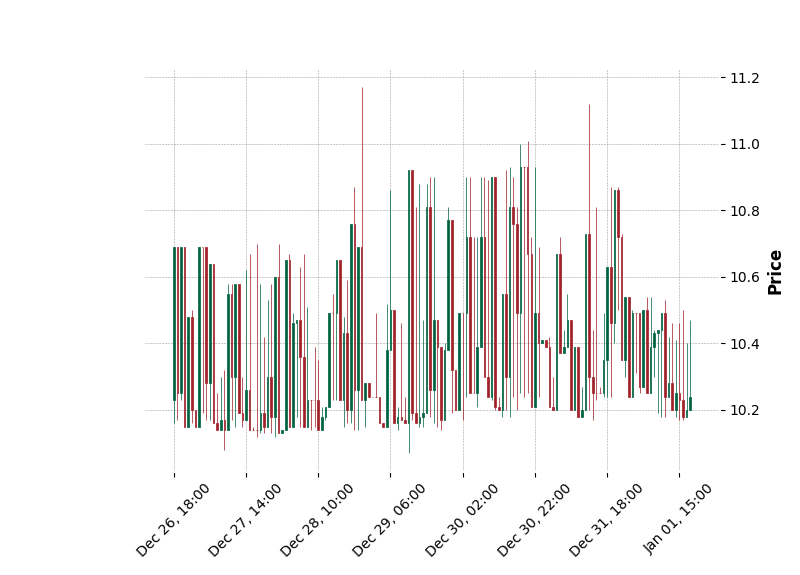 11.2
11.0
10.8
10.6
10.4
10.2
Price
Dec 26, 18:00
Dec 27, 14:00
Dec 28, 10:00
Dec 29, 06:00
Dec 30, 02:00
Dec 30, 22:00
Dec 31, 18:00
Jan 01, 15:00